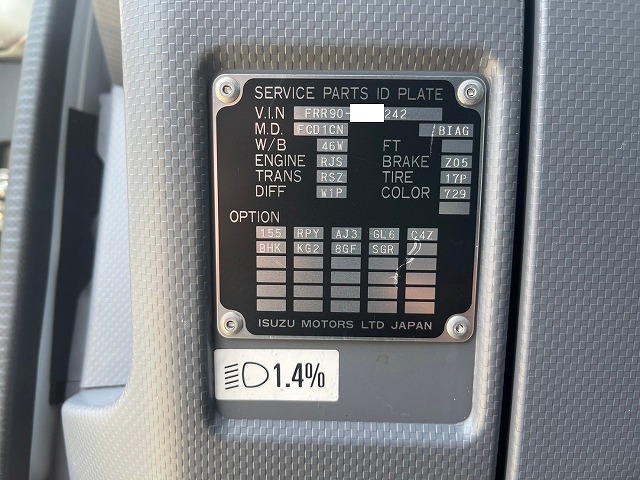 SERVICE PARTS ID PLATE
V.I.N FRR90- 242
M.D. FCD1CN /BIAG
W/B 46W FT
ENGINE RJS BRAKE Z05
TRANS RSZ TIRE 17P
DIFF W1P COLOR 729
OPTION
155 RPY AJ3 GL6 C4Z
BHK KG2 8GF SGR
ISUZU MOTORS LTD JAPAN
1.4%